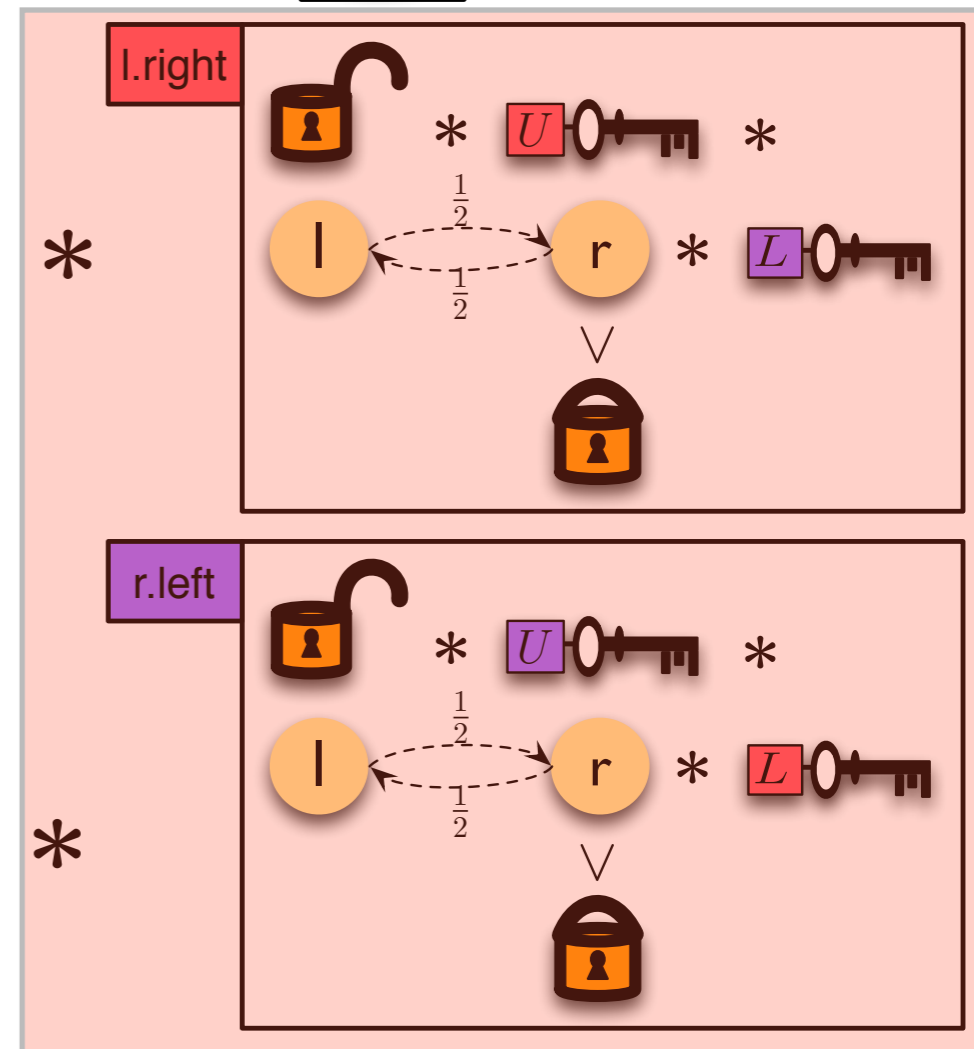 l.right
* U *
1/2
* l r * L
1/2
∨
r.left
* U *
1/2
l r * L
1/2
*
∨